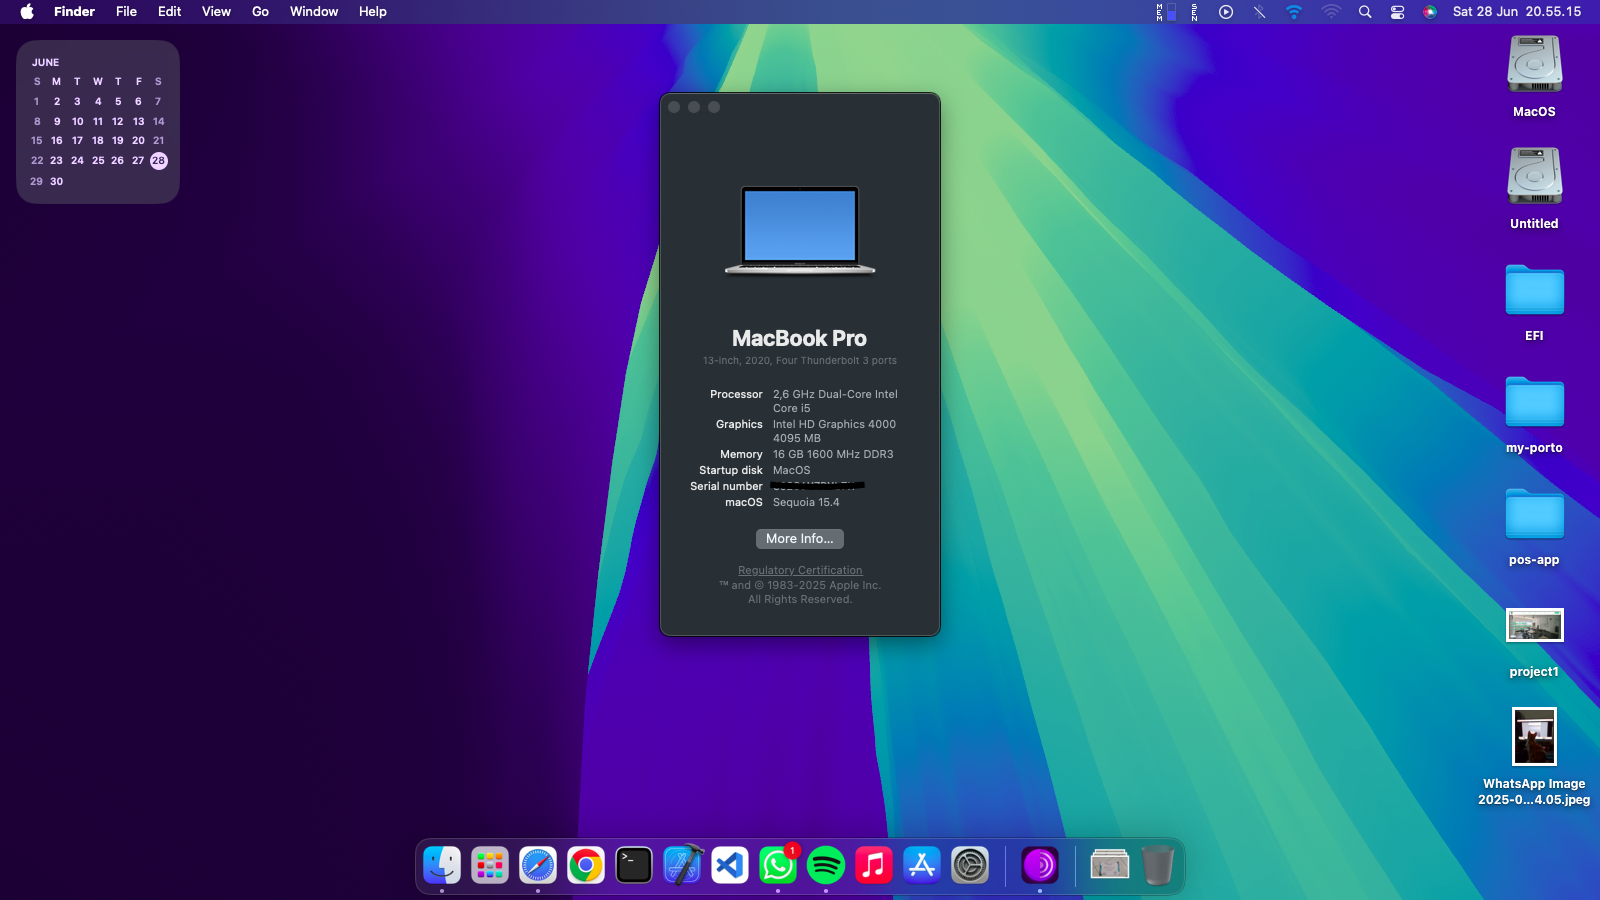 Finder File Edit View Go Window Help
MEM SEN Sat 28 Jun 20.55.15
JUNE
S M T W T F S
1 2 3 4 5 6 7
8 9 10 11 12 13 14
15 16 17 18 19 20 21
22 23 24 25 26 27 28
29 30
MacBook Pro
13-inch, 2020, Four Thunderbolt 3 ports
Processor 2,6 GHz Dual-Core Intel
Core i5
Graphics Intel HD Graphics 4000
4095 MB
Memory 16 GB 1600 MHz DDR3
Startup disk MacOS
Serial number
macOS Sequoia 15.4
More Info...
Regulatory Certification
™ and © 1983-2025 Apple Inc.
All Rights Reserved.
MacOS
Untitled
EFI
my-porto
pos-app
project1
WhatsApp Image
2025-0...4.05.jpeg
>_
1